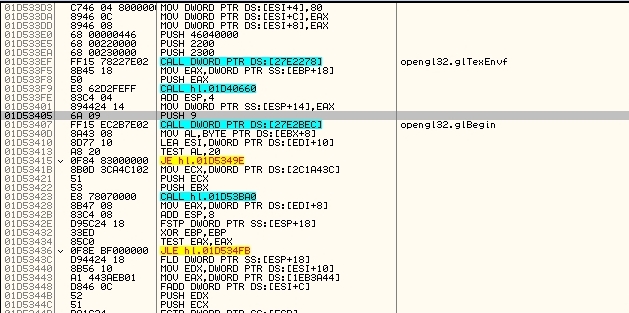 01D533D3 C746 04 8000000 MOV DWORD PTR DS:[ESI+4],80
01D533DA 8946 0C MOV DWORD PTR DS:[ESI+C],EAX
01D533DD 8946 08 MOV DWORD PTR DS:[ESI+8],EAX
01D533E0 68 00000446 PUSH 46040000
01D533E5 68 00220000 PUSH 2200
01D533EA 68 00230000 PUSH 2300
01D533EF FF15 78227E02 CALL DWORD PTR DS:[27E2278] opengl32.glTexEnvf
01D533F5 8B45 18 MOV EAX,DWORD PTR SS:[EBP+18]
01D533F8 50 PUSH EAX
01D533F9 E8 62D2FEFF CALL hl.01D40660
01D533FE 83C4 04 ADD ESP,4
01D53401 894424 14 MOV DWORD PTR SS:[ESP+14],EAX
01D53405 6A 09 PUSH 9
01D53407 FF15 EC2B7E02 CALL DWORD PTR DS:[27E2BEC] opengl32.glBegin
01D5340D 8A43 08 MOV AL,BYTE PTR DS:[EBX+8]
01D53410 8D77 10 LEA ESI,DWORD PTR DS:[EDI+10]
01D53413 A8 20 TEST AL,20
01D53415 0F84 83000000 JE hl.01D5349E
01D5341B 8B0D 3CA4C102 MOV ECX,DWORD PTR DS:[2C1A43C]
01D53421 51 PUSH ECX
01D53422 53 PUSH EBX
01D53423 E8 78070000 CALL hl.01D53BA0
01D53428 8B47 08 MOV EAX,DWORD PTR DS:[EDI+8]
01D5342B 83C4 08 ADD ESP,8
01D5342E D95C24 18 FSTP DWORD PTR SS:[ESP+18]
01D53432 33ED XOR EBP,EBP
01D53434 85C0 TEST EAX,EAX
01D53436 0F8E BF000000 JLE hl.01D534FB
01D5343C D94424 18 FLD DWORD PTR SS:[ESP+18]
01D53440 8B56 10 MOV EDX,DWORD PTR DS:[ESI+10]
01D53443 A1 443AEB01 MOV EAX,DWORD PTR DS:[1EB3A44]
01D53448 D846 0C FADD DWORD PTR DS:[ESI+C]
01D5344B 52 PUSH EDX
01D5344C 51 PUSH ECX